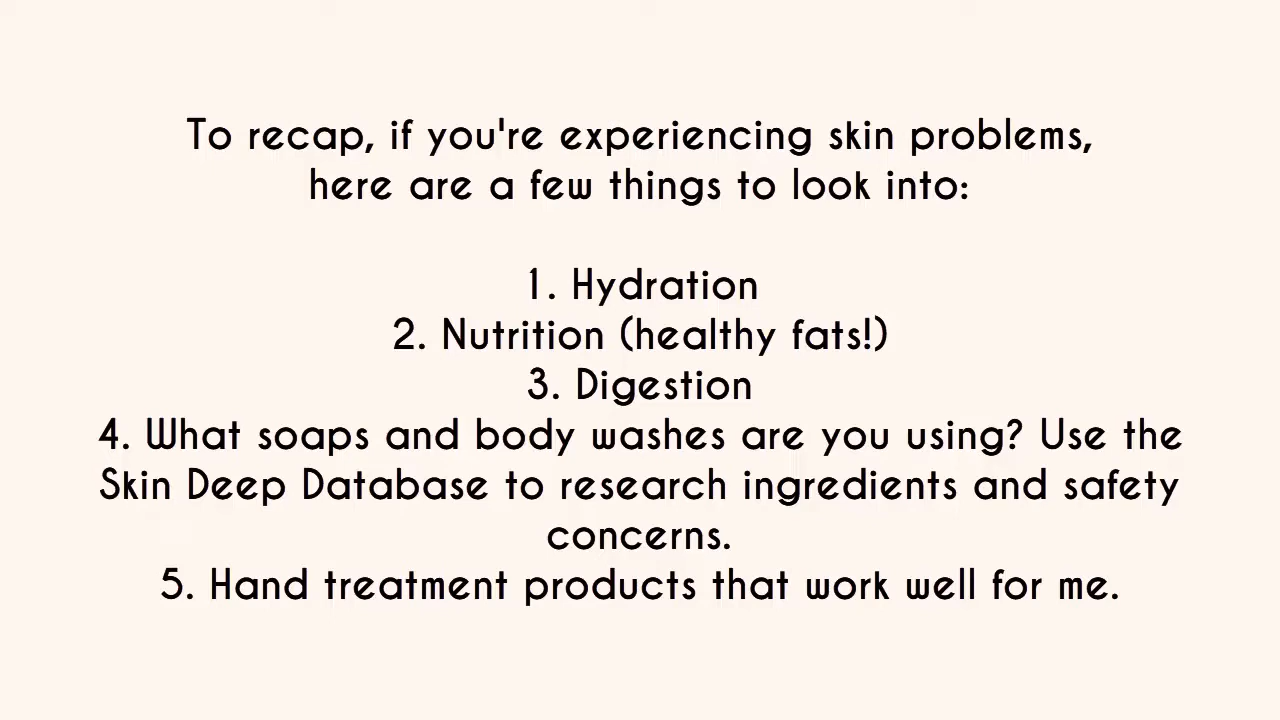 To recap, if you're experiencing skin problems,
here are a few things to look into:
1. Hydration
2. Nutrition (healthy fats!)
3. Digestion
4. What soaps and body washes are you using? Use the
Skin Deep Database to research ingredients and safety
concerns.
5. Hand treatment products that work well for me.